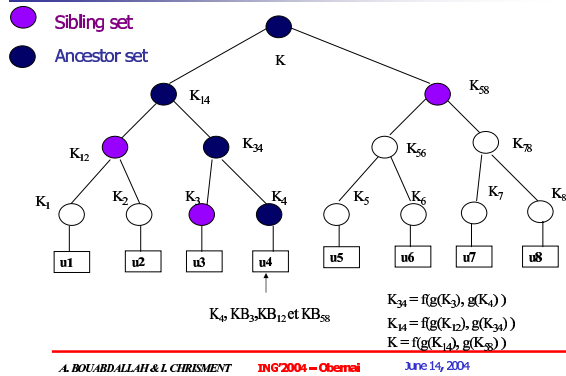 Sibling set
Ancestor set
K
K14
K58
K12
K34
K56
K78
K1
K2
K3
K4
K5
K6
K7
K8
u1
u2
u3
u4
u5
u6
u7
u8
K4, KB3,KB12 et KB58
K34 = f(g(K3), g(K4) )
K14 = f(g(K12), g(K34) )
K = f(g(K14), g(K58) )
A. BOUABDALLAH & I. CHRISMENT ING'2004 – Obernai June 14, 2004